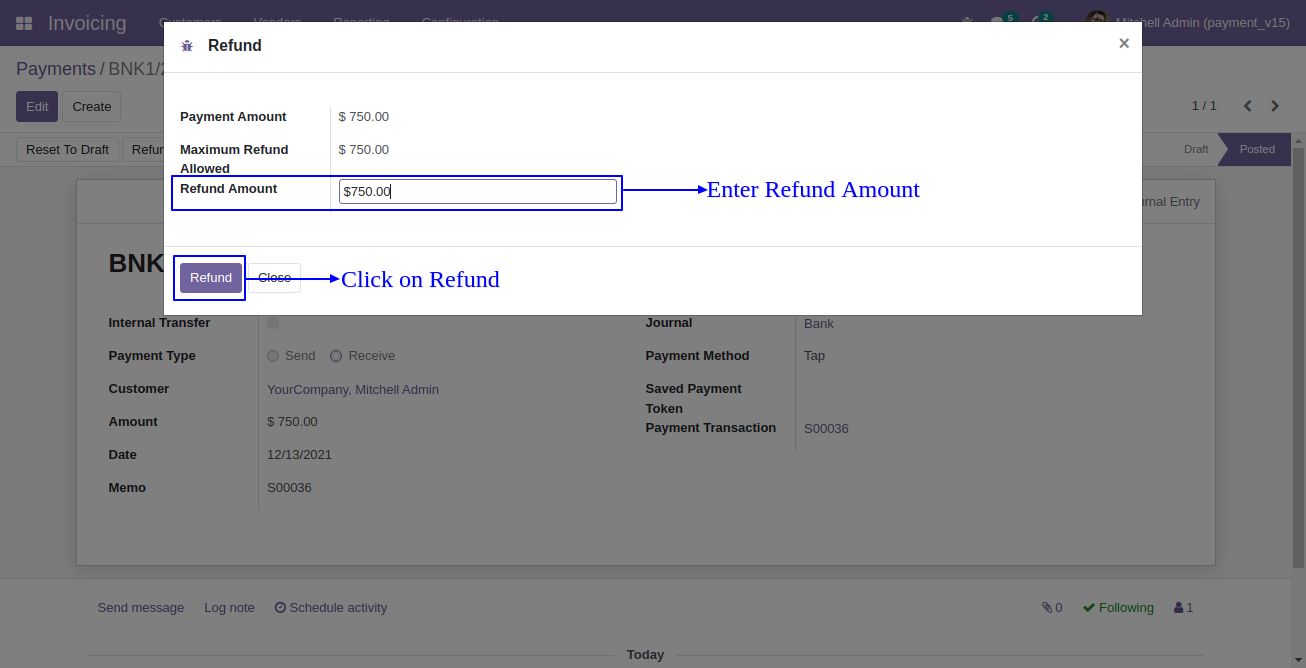 Invoicing Customers Vendors Reporting Configuration 5 2 Mitchell Admin (payment_v15)
Refund ×
Payments / BNK1/2
Edit Create 1 / 1
Payment Amount $ 750.00
Maximum Refund Allowed $ 750.00
Reset To Draft Draft Posted
Refund Amount $750.00 Enter Refund Amount
Journal Entry
BNK
Refund Close Click on Refund
Internal Transfer
Journal Bank
Payment Type Send Receive
Payment Method Tap
Customer YourCompany, Mitchell Admin
Saved Payment Token
Amount $ 750.00
Payment Transaction S00036
Date 12/13/2021
Memo S00036
Send message Log note Schedule activity 0 Following 1
Today